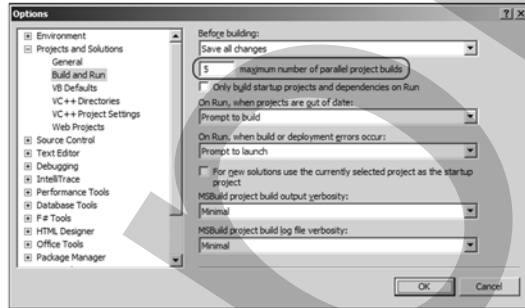 Options
Environment
Projects and Solutions
General
Build and Run
VB Defaults
VC++ Directories
VC++ Project Settings
Web Projects
Source Control
Text Editor
Debugging
IntelliTrace
Performance Tools
Database Tools
F# Tools
HTML Designer
Office Tools
Package Manager
Before building:
Save all changes
5 maximum number of parallel project builds
Only build startup projects and dependencies on Run
On Run, when projects are out of date:
Prompt to build
On Run, when build or deployment errors occur:
Prompt to launch
For new solutions use the currently selected project as the startup
project
MSBuild project build output verbosity:
Minimal
MSBuild project build log file verbosity:
Minimal
OK
Cancel